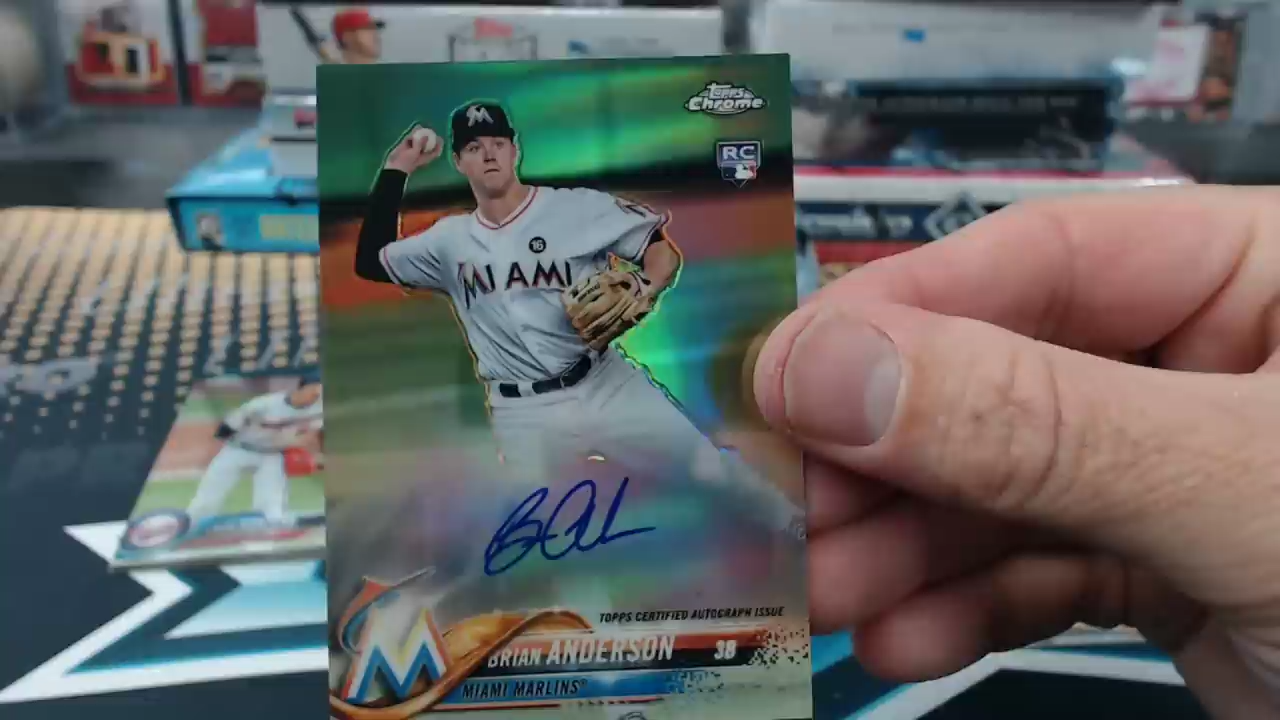 Topps
Chrome
RC
M
16
MIAMI
TOPPS CERTIFIED AUTOGRAPH ISSUE
BRIAN ANDERSON 3B
MIAMI MARLINS®